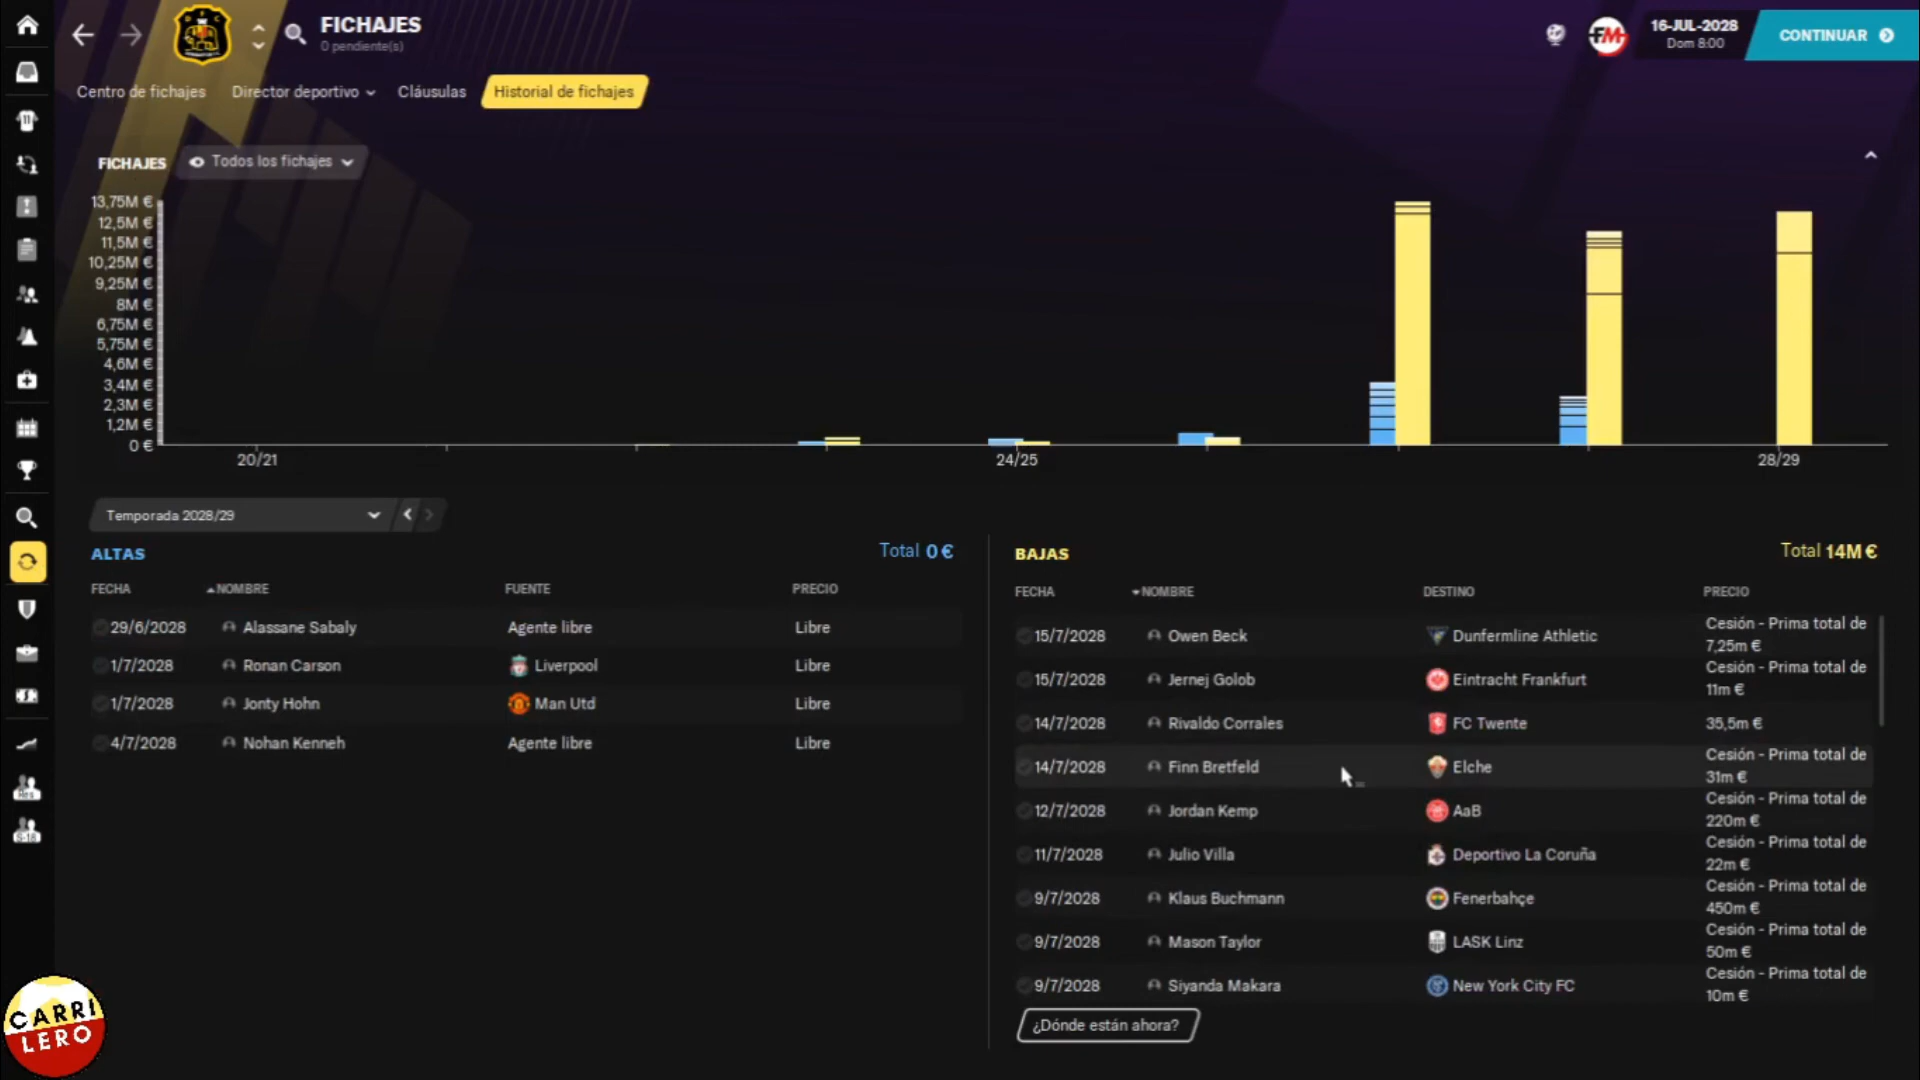 FICHAJES
0 pendiente(s)
16-JUL-2028
Dom 8:00
CONTINUAR
Centro de fichajes
Director deportivo
Cláusulas
Historial de fichajes
FICHAJES
Todos los fichajes
13,75M €
12,5M €
11,5M €
10,25M €
9,25M €
8M €
6,75M €
5,75M €
4,6M €
3,4M €
2,3M €
1,2M €
0 €
20/21
24/25
28/29
Temporada 2028/29
ALTAS
Total 0 €
FECHA NOMBRE FUENTE PRECIO
29/6/2028 Alassane Sabaly Agente libre Libre
1/7/2028 Ronan Carson Liverpool Libre
1/7/2028 Jonty Hohn Man Utd Libre
4/7/2028 Nohan Kenneh Agente libre Libre
BAJAS
Total 14M €
FECHA NOMBRE DESTINO PRECIO
15/7/2028 Owen Beck Dunfermline Athletic Cesión - Prima total de
7,25m €
15/7/2028 Jernej Golob Eintracht Frankfurt Cesión - Prima total de
11m €
14/7/2028 Rivaldo Corrales FC Twente 35,5m €
14/7/2028 Finn Bretfeld Elche Cesión - Prima total de
31m €
12/7/2028 Jordan Kemp AaB Cesión - Prima total de
220m €
11/7/2028 Julio Villa Deportivo La Coruña Cesión - Prima total de
22m €
9/7/2028 Klaus Buchmann Fenerbahçe Cesión - Prima total de
450m €
9/7/2028 Mason Taylor LASK Linz Cesión - Prima total de
50m €
9/7/2028 Siyanda Makara New York City FC Cesión - Prima total de
10m €
¿Dónde están ahora?
FM
Res
S-18
CARRI
LERO